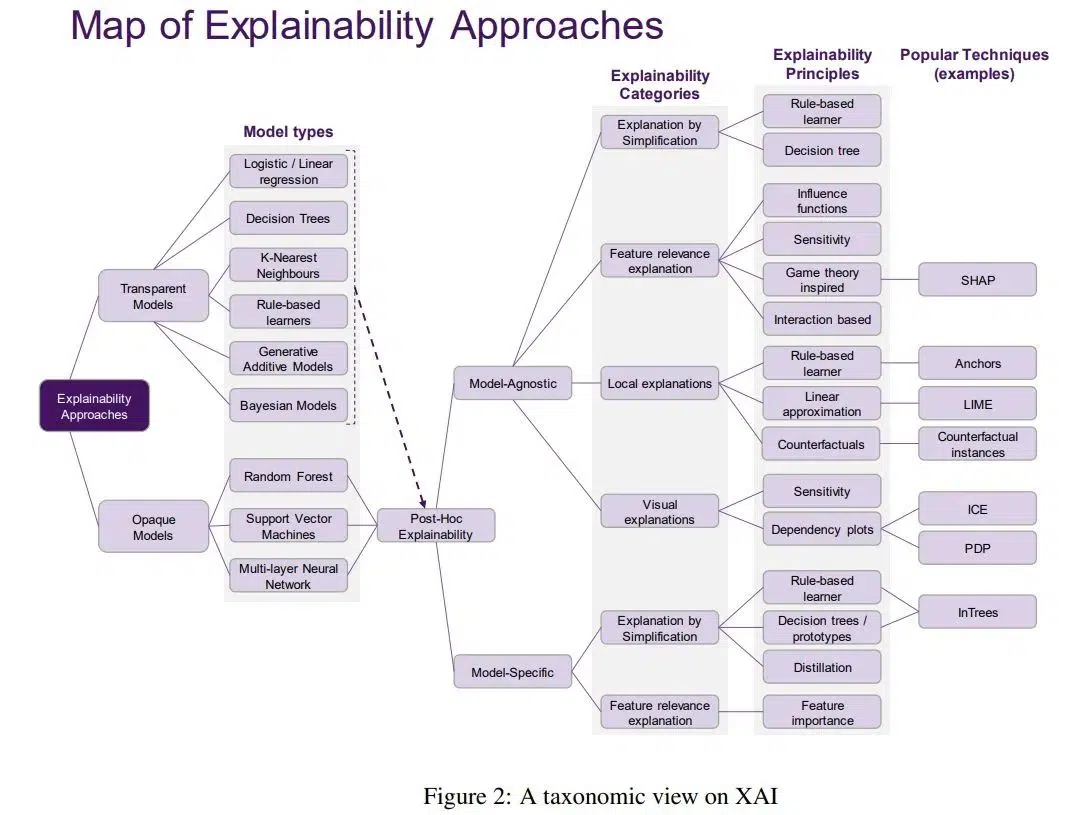 Map of Explainability Approaches
Explainability
Categories
Explainability
Principles
Popular Techniques
(examples)
Model types
Explainability
Approaches
Transparent
Models
Opaque
Models
Logistic / Linear
regression
Decision Trees
K-Nearest
Neighbours
Rule-based
learners
Generative
Additive Models
Bayesian Models
Random Forest
Support Vector
Machines
Multi-layer Neural
Network
Post-Hoc
Explainability
Model-Agnostic
Model-Specific
Explanation by
Simplification
Feature relevance
explanation
Local explanations
Visual
explanations
Explanation by
Simplification
Feature relevance
explanation
Rule-based
learner
Decision tree
Influence
functions
Sensitivity
Game theory
inspired
Interaction based
Rule-based
learner
Linear
approximation
Counterfactuals
Sensitivity
Dependency plots
Rule-based
learner
Decision trees /
prototypes
Distillation
Feature
importance
SHAP
Anchors
LIME
Counterfactual
instances
ICE
PDP
InTrees
Figure 2: A taxonomic view on XAI